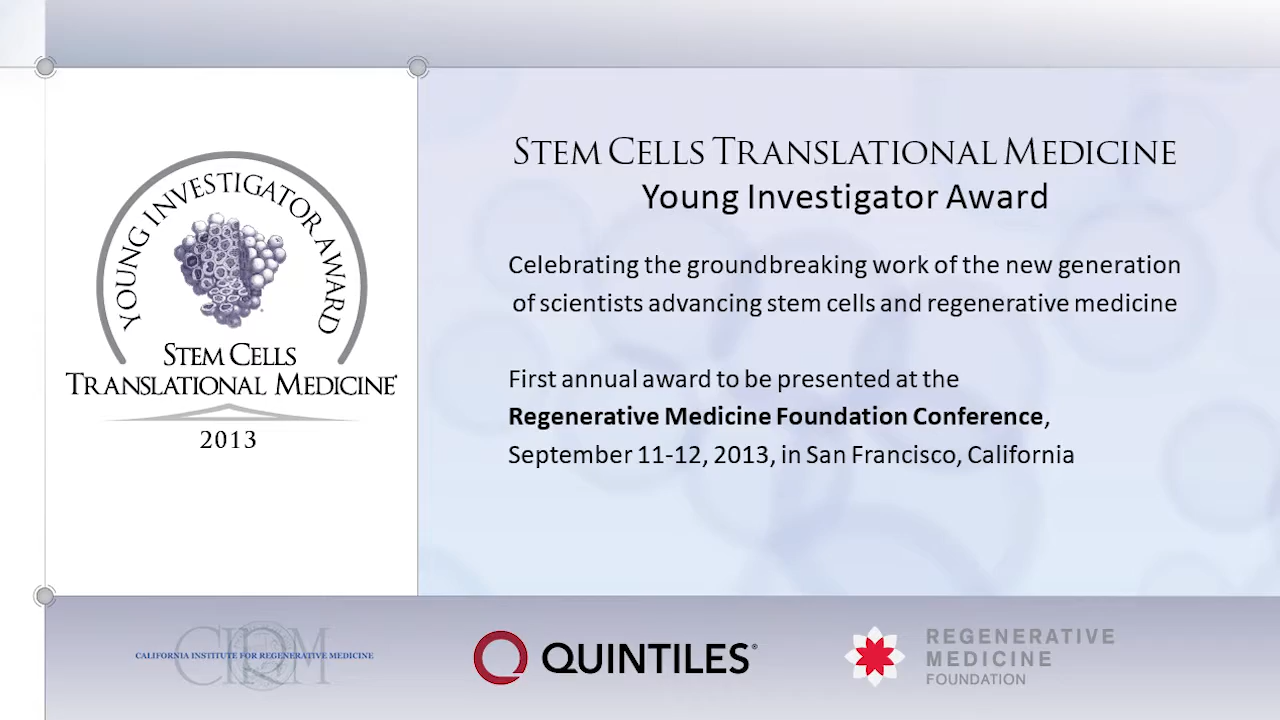 YOUNG INVESTIGATOR AWARD
STEM CELLS
TRANSLATIONAL MEDICINE®
2013
STEM CELLS TRANSLATIONAL MEDICINE
Young Investigator Award
Celebrating the groundbreaking work of the new generation
of scientists advancing stem cells and regenerative medicine
First annual award to be presented at the
Regenerative Medicine Foundation Conference,
September 11-12, 2013, in San Francisco, California
CIRM
CALIFORNIA INSTITUTE FOR REGENERATIVE MEDICINE
QUINTILES®
REGENERATIVE
MEDICINE
FOUNDATION